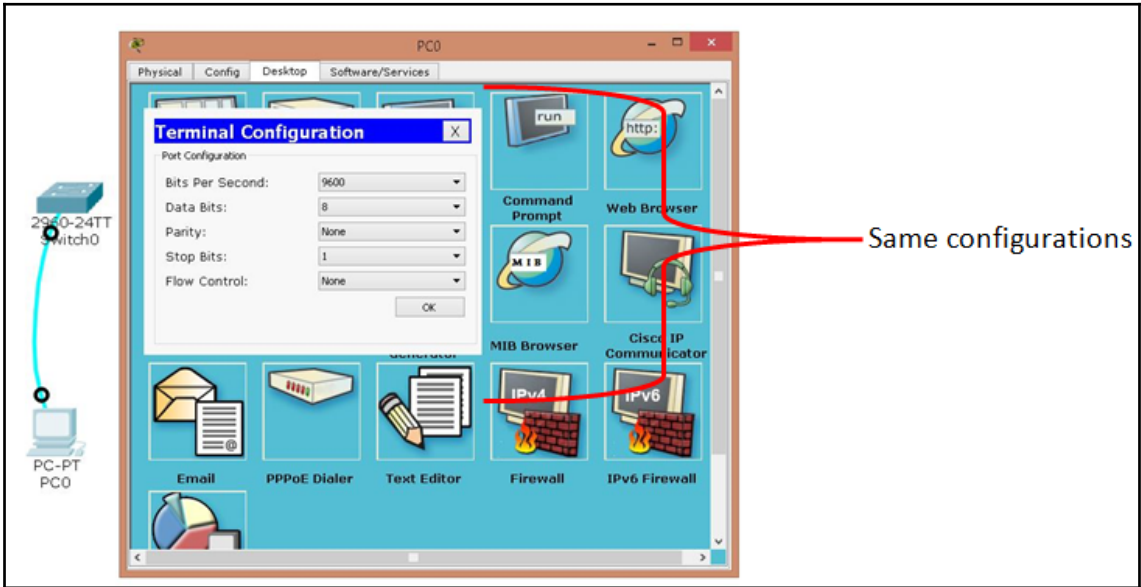 PC0
Physical
Config
Desktop
Software/Services
Terminal Configuration
X
Port Configuration
Bits Per Second:
9600
Data Bits:
8
Parity:
None
Stop Bits:
1
Flow Control:
None
OK
run
http:
Command
Prompt
Web Browser
MIB
MIB Browser
Cisco IP
Communicator
Generator
@
IPv4
IPv6
Email
PPPoE Dialer
Text Editor
Firewall
IPv6 Firewall
2960-24TT
Switch0
PC-PT
PC0
Same configurations